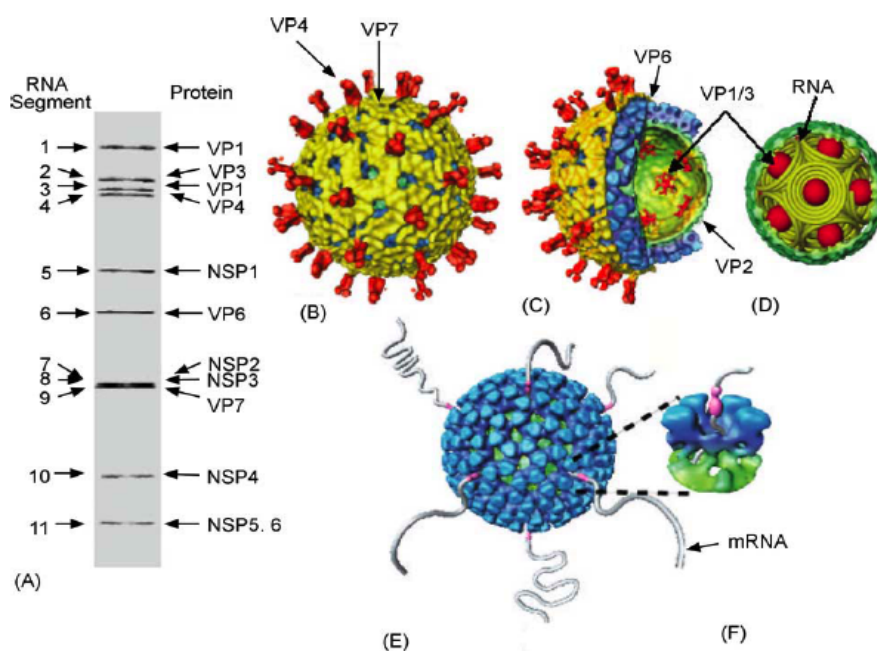 RNA Segment
Protein
1
VP1
2
VP3
3
VP1
4
VP4
5
NSP1
6
VP6
7
NSP2
8
NSP3
9
VP7
10
NSP4
11
NSP5. 6
(A)
VP4
VP7
(B)
VP6
VP1/3
VP2
(C)
RNA
(D)
mRNA
(E)
(F)